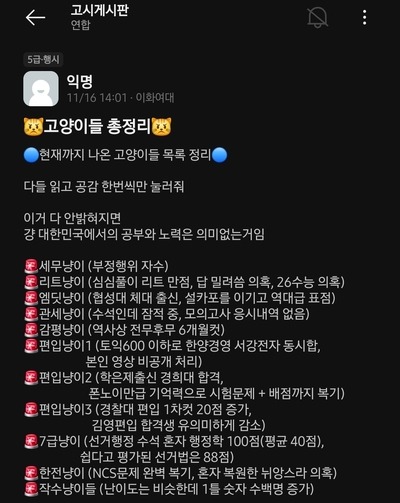 고시게시판
연합
5급·행시
익명
11/16 14:01 · 이화여대
🐯고양이들 총정리🐯
🔵현재까지 나온 고양이들 목록 정리🔵
다들 읽고 공감 한번씩만 눌러줘
이거 다 안밝혀지면
걍 대한민국에서의 공부와 노력은 의미없는거임
🚨세무냥이 (부정행위 자수)
🚨리트냥이 (심심풀이 리트 만점, 답 밀려씀 의혹, 26수능 의혹)
🚨엠딧냥이 (협성대 체대 출신, 설카포를 이기고 역대급 표점)
🚨관세냥이 (수석인데 잠적 중, 모의고사 응시내역 없음)
🚨감평냥이 (역사상 전무후무 6개월컷)
🚨편입냥이1 (토익600 이하로 한양경영 서강전자 동시합,
본인 영상 비공개 처리)
🚨편입냥이2 (학은제출신 경희대 합격,
폰노이만급 기억력으로 시험문제 + 배점까지 복기)
🚨편입냥이3 (경찰대 편입 1차컷 20점 증가,
김영편입 합격생 유의미하게 감소)
🚨7급냥이 (선거행정 수석 혼자 행정학 100점(평균 40점),
쉽다고 평가된 선거법은 88점)
🚨한전냥이 (NCS문제 완벽 복기, 혼자 복원한 뉘앙스라 의혹)
🚨작수냥이들 (난이도는 비슷한데 1틀 숫자 수백명 증가)